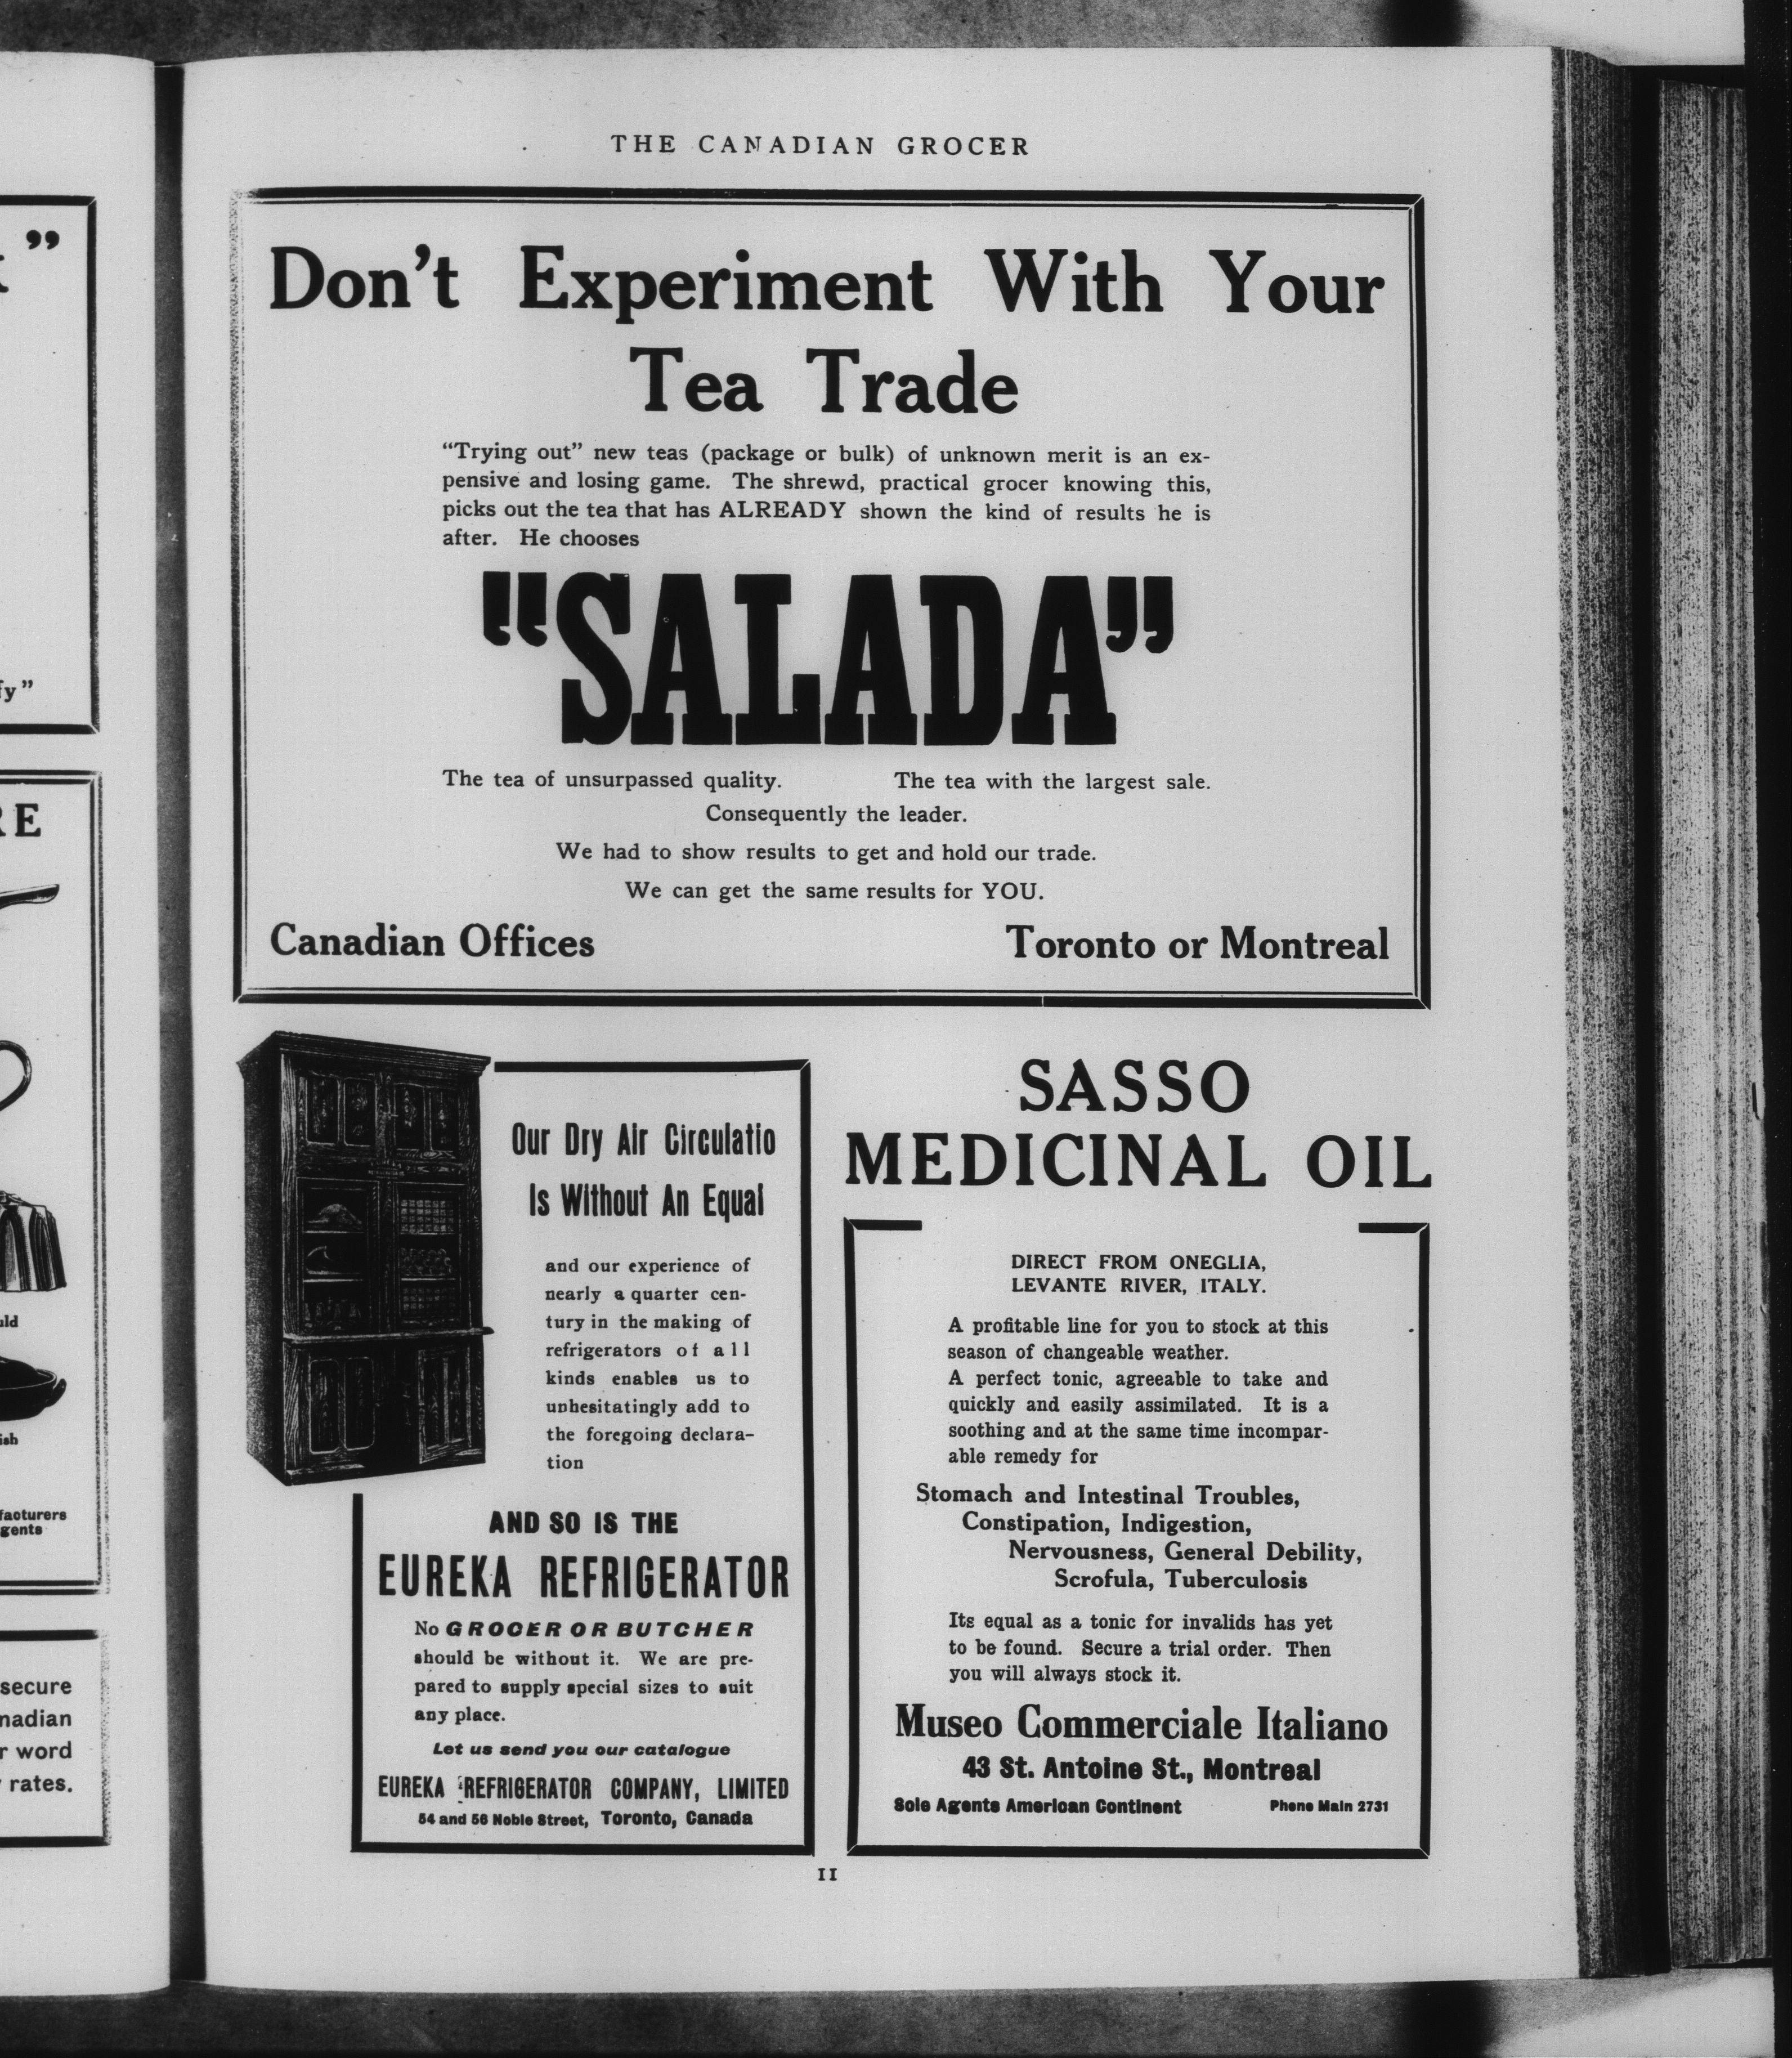 ”
fy”
RE
uld
ish
facturers
gents
secure
nadian
r word
rates.
THE CANADIAN GROCER
Don't Experiment With Your
Tea Trade
“Trying out” new teas (package or bulk) of unknown merit is an ex-
pensive and losing game. The shrewd, practical grocer knowing this,
picks out the tea that has ALREADY shown the kind of results he is
after. He chooses
“SALADA”
The tea of unsurpassed quality. The tea with the largest sale.
Consequently the leader.
We had to show results to get and hold our trade.
We can get the same results for YOU.
Canadian Offices Toronto or Montreal
Our Dry Air Circulatio
Is Without An Equal
and our experience of
nearly a quarter cen-
tury in the making of
refrigerators of all
kinds enables us to
unhesitatingly add to
the foregoing declara-
tion
AND SO IS THE
EUREKA REFRIGERATOR
No GROCER OR BUTCHER
should be without it. We are pre-
pared to supply special sizes to suit
any place.
Let us send you our catalogue
EUREKA REFRIGERATOR COMPANY, LIMITED
54 and 56 Noble Street, Toronto, Canada
SASSO
MEDICINAL OIL
DIRECT FROM ONEGLIA,
LEVANTE RIVER, ITALY.
A profitable line for you to stock at this
season of changeable weather.
A perfect tonic, agreeable to take and
quickly and easily assimilated. It is a
soothing and at the same time incompar-
able remedy for
Stomach and Intestinal Troubles,
Constipation, Indigestion,
Nervousness, General Debility,
Scrofula, Tuberculosis
Its equal as a tonic for invalids has yet
to be found. Secure a trial order. Then
you will always stock it.
Museo Commerciale Italiano
43 St. Antoine St., Montreal
Sole Agents American Continent Phone Main 2731
11